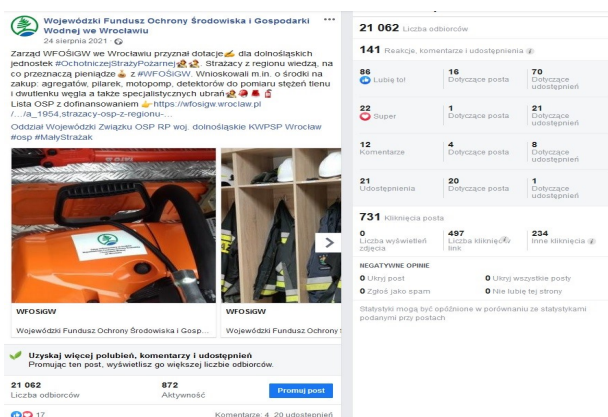 Wojewódzki Fundusz Ochrony Środowiska i Gospodarki
Wodnej we Wrocławiu
24 sierpnia 2021 ·
Zarząd WFOŚiGW we Wrocławiu przyznał dotacje dla dolnośląskich
jednostek #OchotniczejStrażyPożarnej. Strażacy z regionu wiedzą, na
co przeznaczą pieniądze z #WFOŚiGW. Wnioskowali m.in. o środki na
zakup: agregatów, pilarek, motopomp, detektorów do pomiaru stężeń tlenu
i dwutlenku węgla a także specjalistycznych ubrań
Lista OSP z dofinansowaniem https://wfosigw.wroclaw.pl
/.../a_1954,strazacy-osp-z-regionu-...
Oddział Wojewódzki Związku OSP RP woj. dolnośląskie KWPSP Wrocław
#osp #MałyStrażak
WFOSiGW
Wojewódzki Fundusz Ochrony Środowiska i Gosp...
WFOSiGW
Wojewódzki Fundusz Ochrony
Uzyskaj więcej polubień, komentarzy i udostępnień
Promując ten post, wyświetlisz go większej liczbie odbiorców.
21 062
Liczba odbiorców
872
Aktywność
Promuj post
17
Komentarze: 4 20 udostępnień
21 062 Liczba odbiorców
141 Reakcje, komentarze i udostępnienia
86
Lubię to!
16
Dotyczące posta
70
Dotyczące
udostępnień
22
Super
1
Dotyczące posta
21
Dotyczące
udostępnień
12
Komentarze
4
Dotyczące posta
8
Dotyczące
udostępnień
21
Udostępnienia
20
Dotyczące posta
1
Dotyczące
udostępnień
731 Kliknięcia posta
0
Liczba wyświetleń
zdjęcia
497
Liczba kliknięć w
link
234
Inne kliknięcia
NEGATYWNE OPINIE
0 Ukryj post
0 Ukryj wszystkie posty
0 Zgłoś jako spam
0 Nie lubię tej strony
Statystyki mogą być opóźnione w porównaniu ze statystykami
podanymi przy postach